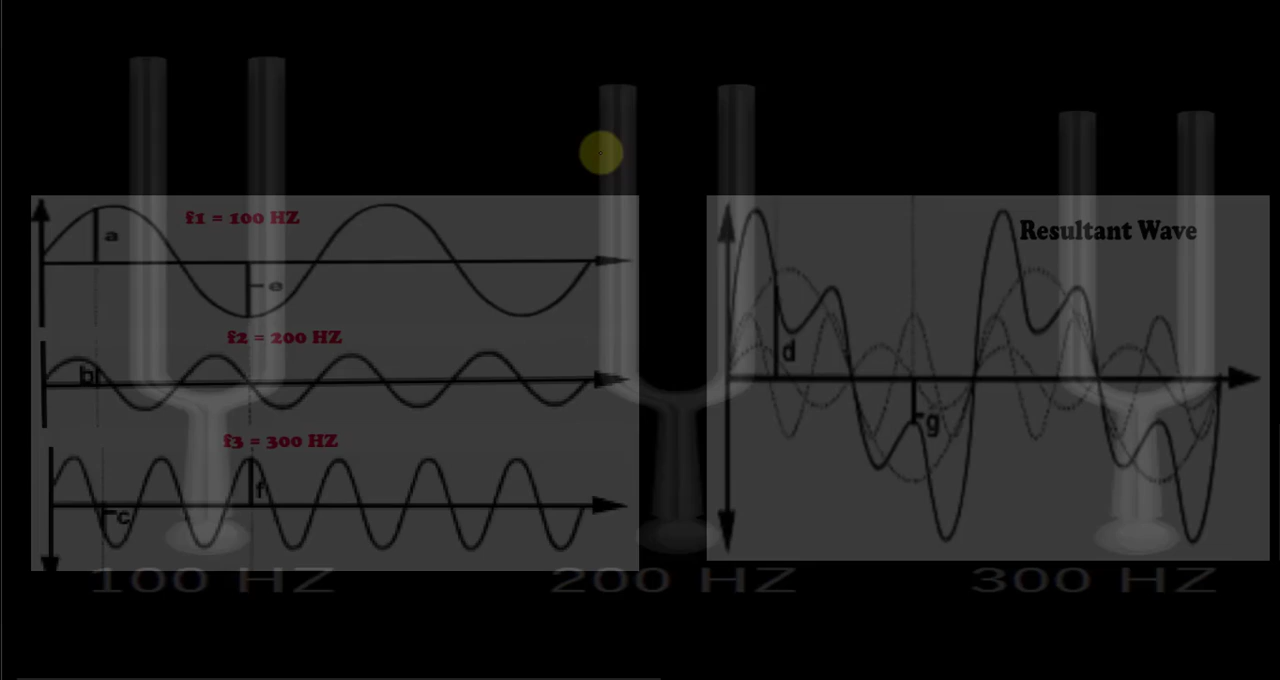 f1 = 100 HZ
a
e
f2 = 200 HZ
b
f3 = 300 HZ
f
c
Resultant Wave
d
g
100 HZ
200 HZ
300 HZ